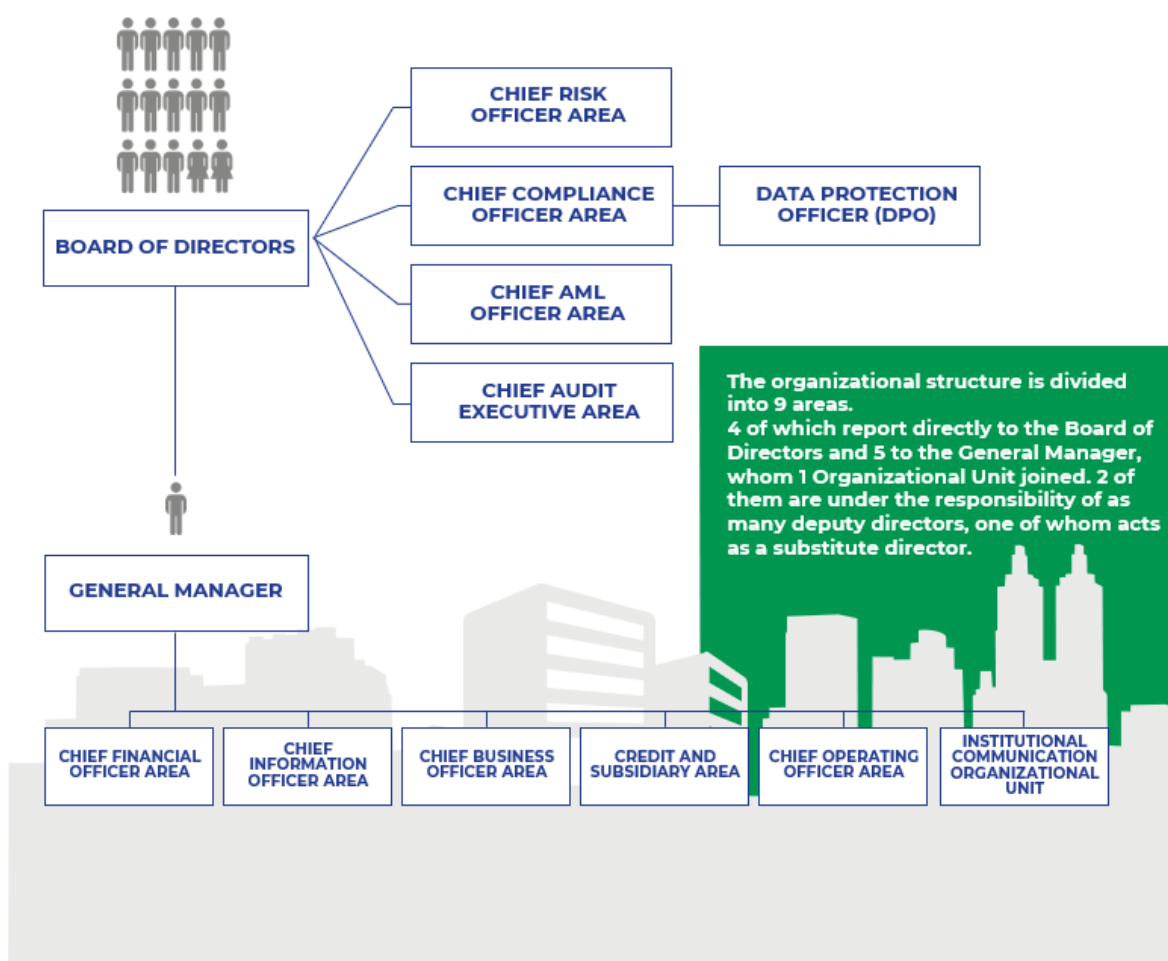 CHIEF RISK
OFFICER AREA
CHIEF COMPLIANCE
OFFICER AREA
DATA PROTECTION
OFFICER (DPO)
BOARD OF DIRECTORS
CHIEF AML
OFFICER AREA
CHIEF AUDIT
EXECUTIVE AREA
The organizational structure is divided
into 9 areas.
4 of which report directly to the Board of
Directors and 5 to the General Manager,
whom 1 Organizational Unit joined. 2 of
them are under the responsibility of as
many deputy directors, one of whom acts
as a substitute director.
GENERAL MANAGER
CHIEF FINANCIAL
OFFICER AREA
CHIEF
INFORMATION
OFFICER AREA
CHIEF BUSINESS
OFFICER AREA
CREDIT AND
SUBSIDIARY AREA
CHIEF OPERATING
OFFICER AREA
INSTITUTIONAL
COMMUNICATION
ORGANIZATIONAL
UNIT